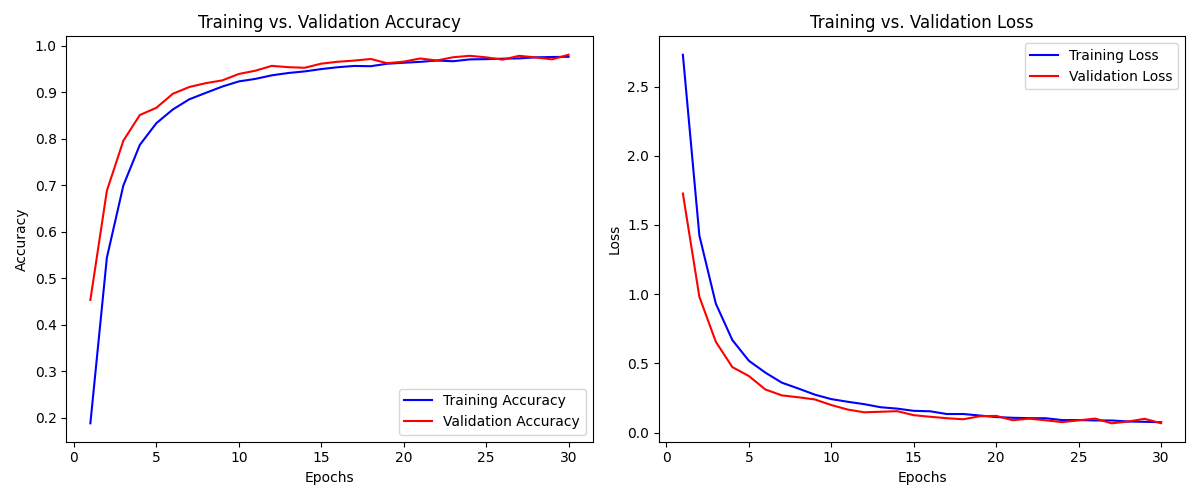 Training vs. Validation Accuracy
1.0
0.9
0.8
0.7
0.6
0.5
0.4
0.3
0.2
Accuracy
0 5 10 15 20 25 30
Epochs
Training Accuracy
Validation Accuracy
Training vs. Validation Loss
2.5
2.0
1.5
1.0
0.5
0.0
Loss
0 5 10 15 20 25 30
Epochs
Training Loss
Validation Loss